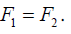 F₁ = F₂.